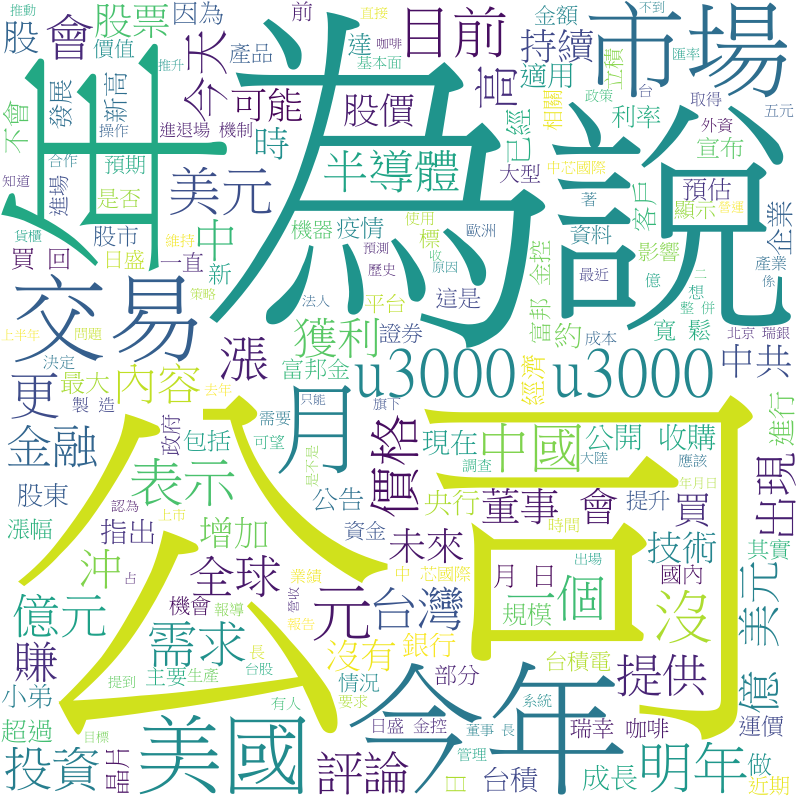 為
說
公司
市場
生
交易
今年
月
美國
u3000 u3000
目前
持續
適用
金額
立積
會
股票
因為
前
達
咖啡
直接
不到
匯率
推動
股
價值
產品
推升
基本面
政策
取得
五元
今天
高
已經
相關
利率
台
外資
宣布
不會
發展
新高
操作
進退場 機制
可能
股價
時
半導體
大型
中芯國際
企業
知道
進場
合作
預期
是否
美元
客戶
著
預估
顯示
使用
營運
貨櫃
股市
中
機器
疫情
標
歐洲
資料
影響
產業
買 回
日盛
維持
一直
新
預測
收
原因
歷史
最近
億
二
係
想
策略
法人
平台
這是
富邦 金控
整 併
上半年
問題
獲利
證券
約
成本
寬 鬆
北京 瑞銀
漲
富邦金
經濟
中共
更
決定
最大
內容
去年
製 造
只能
旗下
金融
政府
包括
需要
可望
價格
現在
中國
公開
收購
進行
表示
是不是
調查
大陸
應該
年月日
股東
認為
公告
央行
董事 會
提升
買
出現
漲幅
指出
增加
上市
資金
時間
沖
占
全球
業績
未來
中 芯國際
出場
技術
其實
億元
機會
報導
元
營收
月 日
一個
規模
國內
沒
需求
長
台股
報告
台灣
美元
億
賺
主要
生產
沒有
銀行
台積電
小弟
提到
有人
情況
要求
部分
系統
提供
超過
日盛 金控
董事 長
瑞幸 咖啡
運價
投資
晶片
目標
評論
管理
日
台積
成長
明年
做
近期